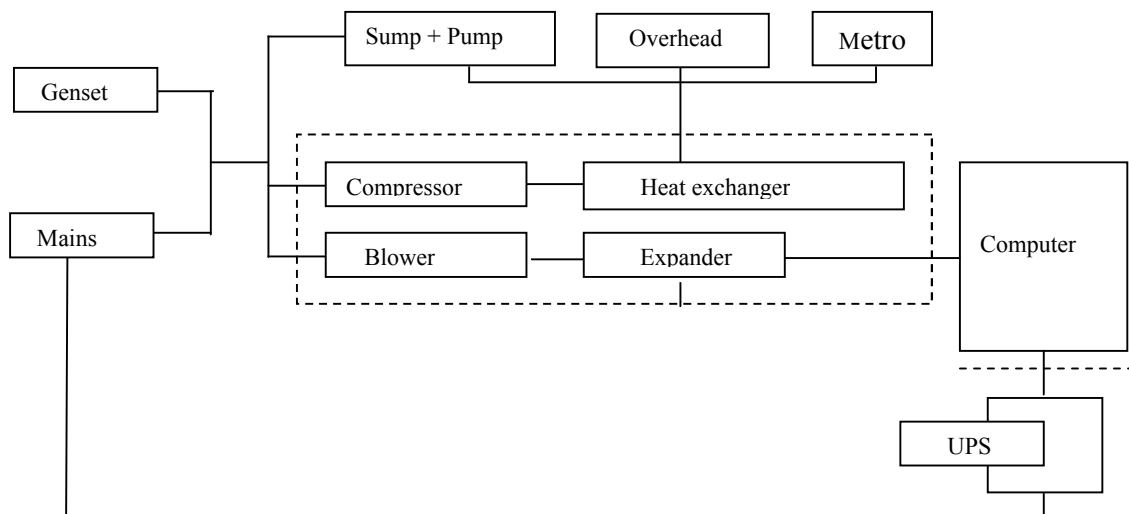 Sump + Pump
Overhead
Metro
Genset
Compressor
Heat exchanger
Mains
Blower
Expander
Computer
UPS